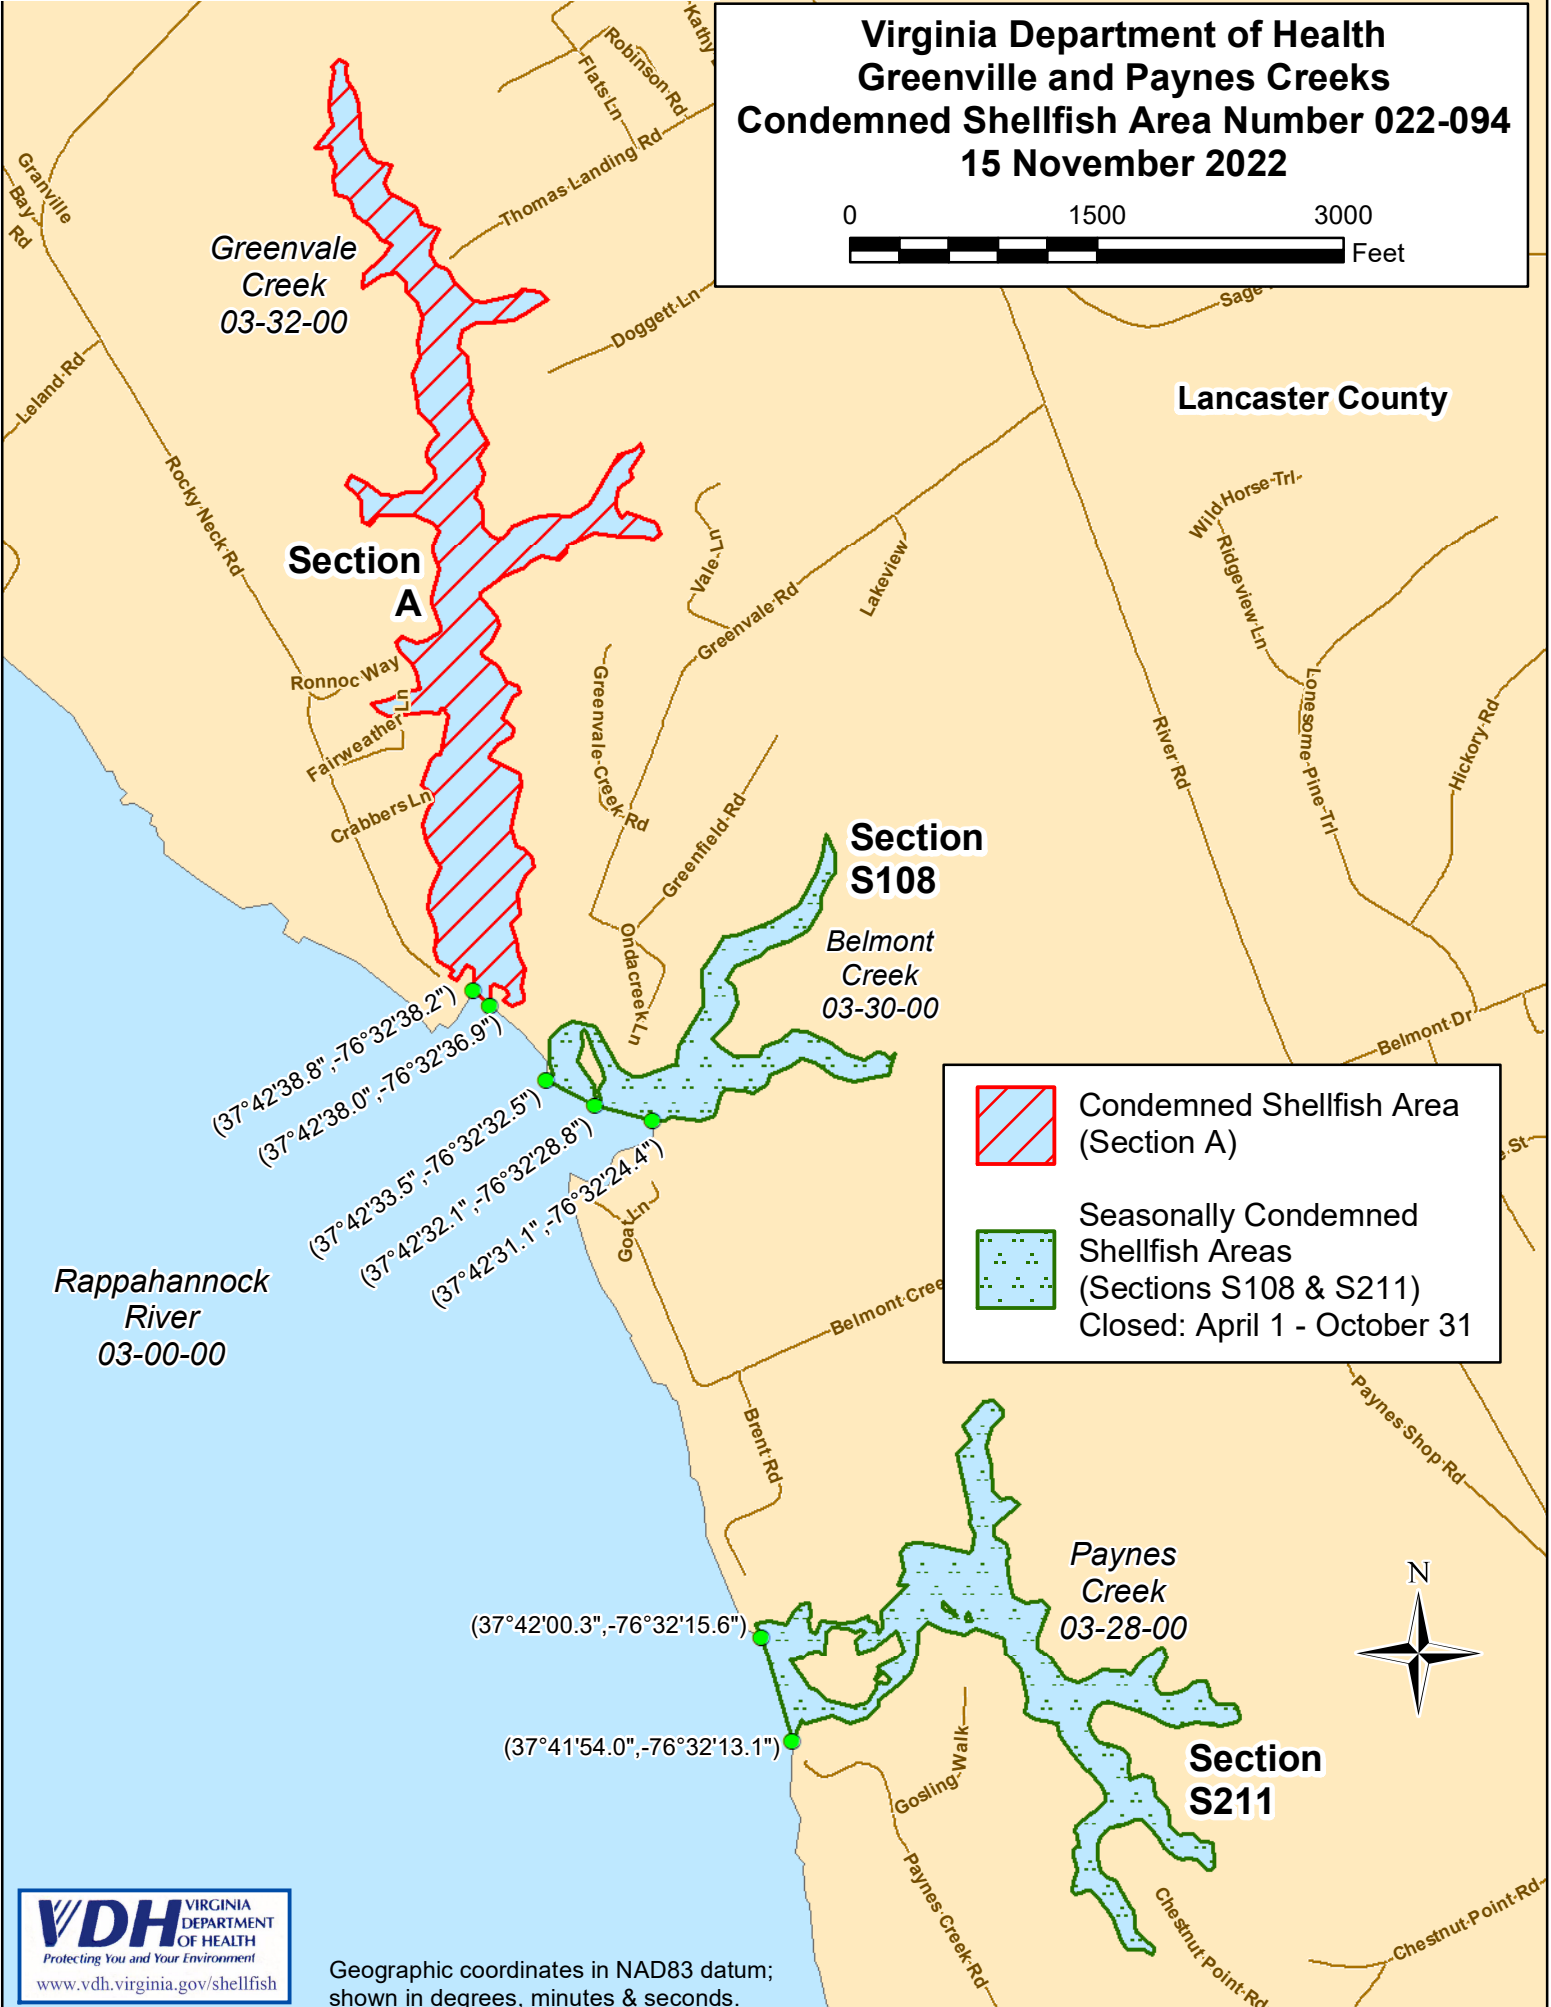 Virginia Department of Health
Greenville and Paynes Creeks
Condemned Shellfish Area Number 022-094
15 November 2022
0 1500 3000
Feet
Kathy
Robinson Rd
Flats Ln
Thomas Landing Rd
Granville
Bay
Rd
Greenvale
Creek
03-32-00
Doggett Ln
Sage
Leland Rd
Lancaster County
Rocky Neck Rd
Wild Horse Trl
Ridgeview Ln
Vale Ln
Lakeview
Section
A
Greenvale Rd
Ronnoc Way
Fairweather Ln
Greenvale Creek Rd
Lonesome Pine Trl
River Rd
Hickory Rd
Crabbers Ln
Greenfield Rd
Section
S108
Belmont
Creek
03-30-00
Ondacreek Ln
Belmont Dr
(37°42'38.8",-76°32'38.2")
(37°42'38.0",-76°32'36.9")
(37°42'33.5",-76°32'32.5")
(37°42'32.1",-76°32'28.8")
(37°42'31.1",-76°32'24.4")
Condemned Shellfish Area
(Section A)
Seasonally Condemned
Shellfish Areas
(Sections S108 & S211)
Closed: April 1 - October 31
St
Goat Ln
Rappahannock
River
03-00-00
Belmont Cree
Brent Rd
Paynes Shop Rd
Paynes
Creek
03-28-00
N
(37°42'00.3",-76°32'15.6")
(37°41'54.0",-76°32'13.1")
Gosling Walk
Section
S211
Paynes Creek Rd
Chestnut Point Rd
Chestnut Point Rd
VDH VIRGINIA
DEPARTMENT
OF HEALTH
Protecting You and Your Environment
www.vdh.virginia.gov/shellfish
Geographic coordinates in NAD83 datum;
shown in degrees, minutes & seconds.